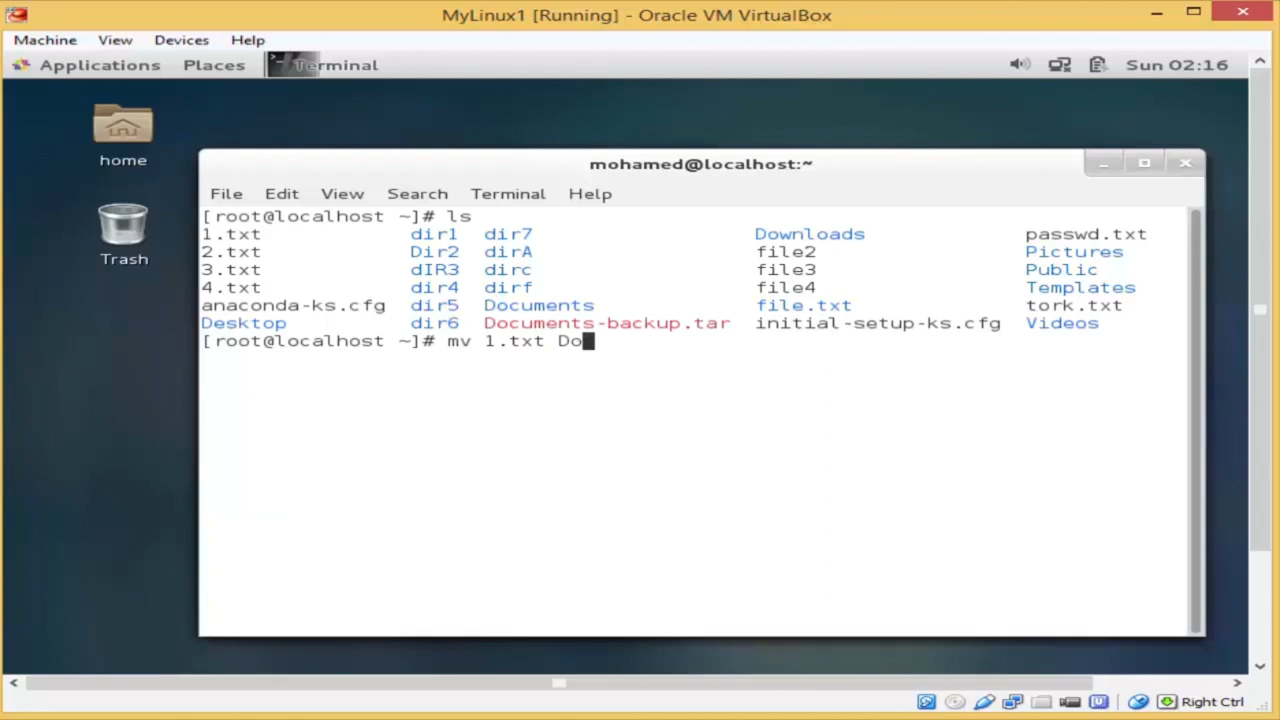 MyLinux1 [Running] - Oracle VM VirtualBox
Machine View Devices Help
Applications Places Terminal Sun 02:16
home
Trash
mohamed@localhost:~
File Edit View Search Terminal Help
[root@localhost ~]# ls
1.txt dir1 dir7 Downloads passwd.txt
2.txt Dir2 dirA file2 Pictures
3.txt dIR3 dirc file3 Public
4.txt dir4 dirf file4 Templates
anaconda-ks.cfg dir5 Documents file.txt tork.txt
Desktop dir6 Documents-backup.tar initial-setup-ks.cfg Videos
[root@localhost ~]# mv 1.txt Do
Right Ctrl